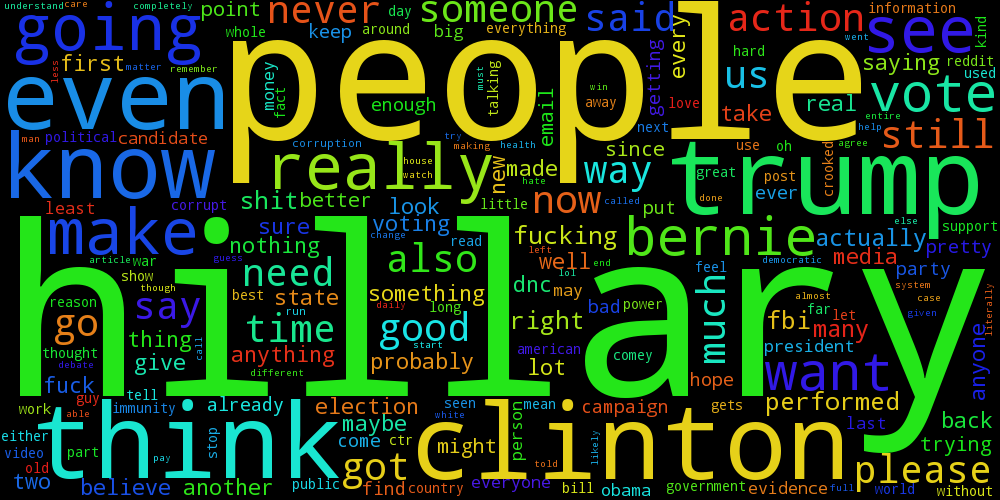 understand
care
completely
point
never
day
someone
said
action
information
going
whole
keep
around
big
everything
every
see
kind
people
hard
saying
reddit
first
matter
remember
less
money
fact
talking
must
win
getting
went
us
used
even
enough
email
away
love
take
real
vote
entire
man
political
candidate
corruption
try
making
health
next
since
use
oh
help
agree
still
know
really
house
watch
new
made
hate
way
trump
great
post
crooked
ever
done
least
corrupt
shit
better
look
little
now
called
put
else
support
make
sure
voting
change
read
fucking
left
bernie
actually
pretty
nothing
also
well
media
article
war
guess
need
dnc
lol
end
feel
democratic
party
system
show
though
something
may
bad
power
much
almost
case
literally
reason
say
best
state
run
long
daily
hillary
far
let
given
go
time
good
right
american
fbi
many
thing
call
anything
start
thought
give
probably
comey
president
debate
different
lot
want
anyone
fuck
tell
hope
guy
performed
work
able
immunity
already
election
seen
mean
campaign
gets
last
back
either
think
maybe
white
person
clinton
trying
video
part
stop
come
ctr
might
likely
old
pay
got
told
please
two
believe
another
public
find
country
everyone
bill
obama
government
evidence
full
world
without